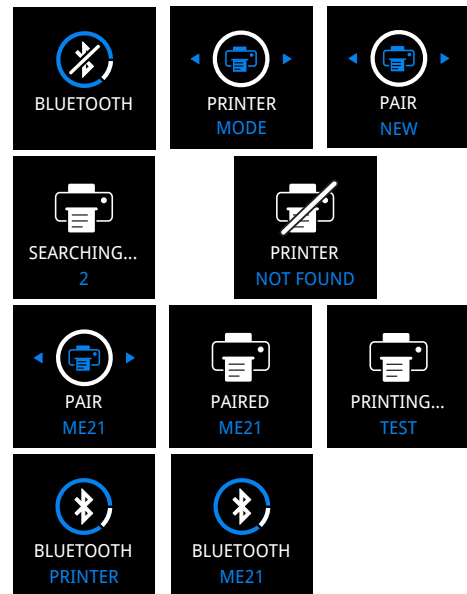 BLUETOOTH
PRINTER
MODE
PAIR
NEW
SEARCHING...
2
PRINTER
NOT FOUND
PAIR
ME21
PAIRED
ME21
PRINTING...
TEST
BLUETOOTH
PRINTER
BLUETOOTH
ME21